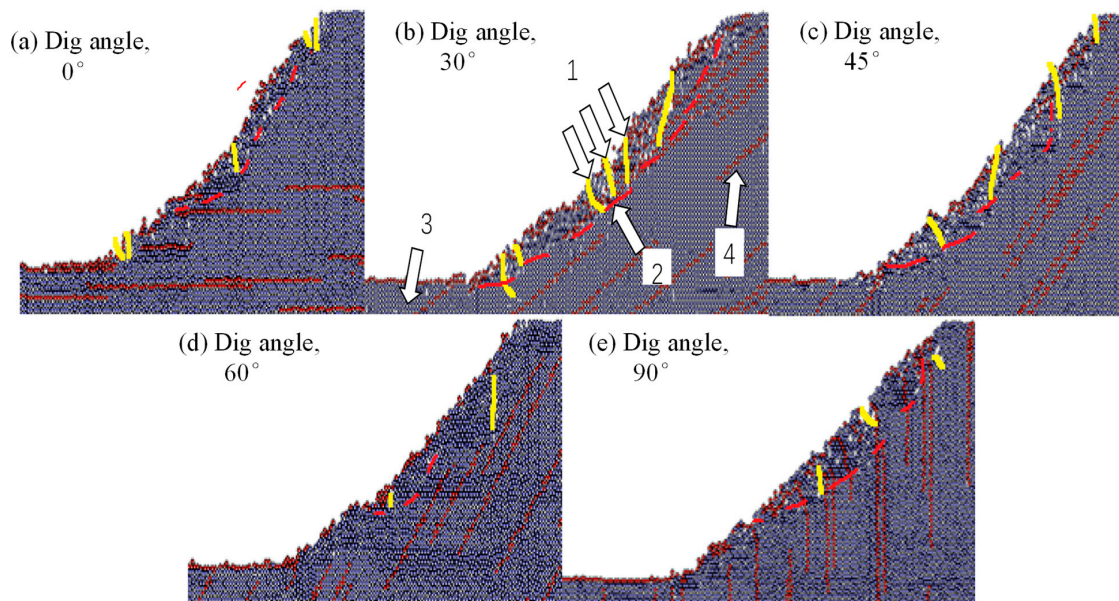 (a) Dig angle,
0°
(b) Dig angle,
30°
(c) Dig angle,
45°
1
3
2
4
(d) Dig angle,
60°
(e) Dig angle,
90°